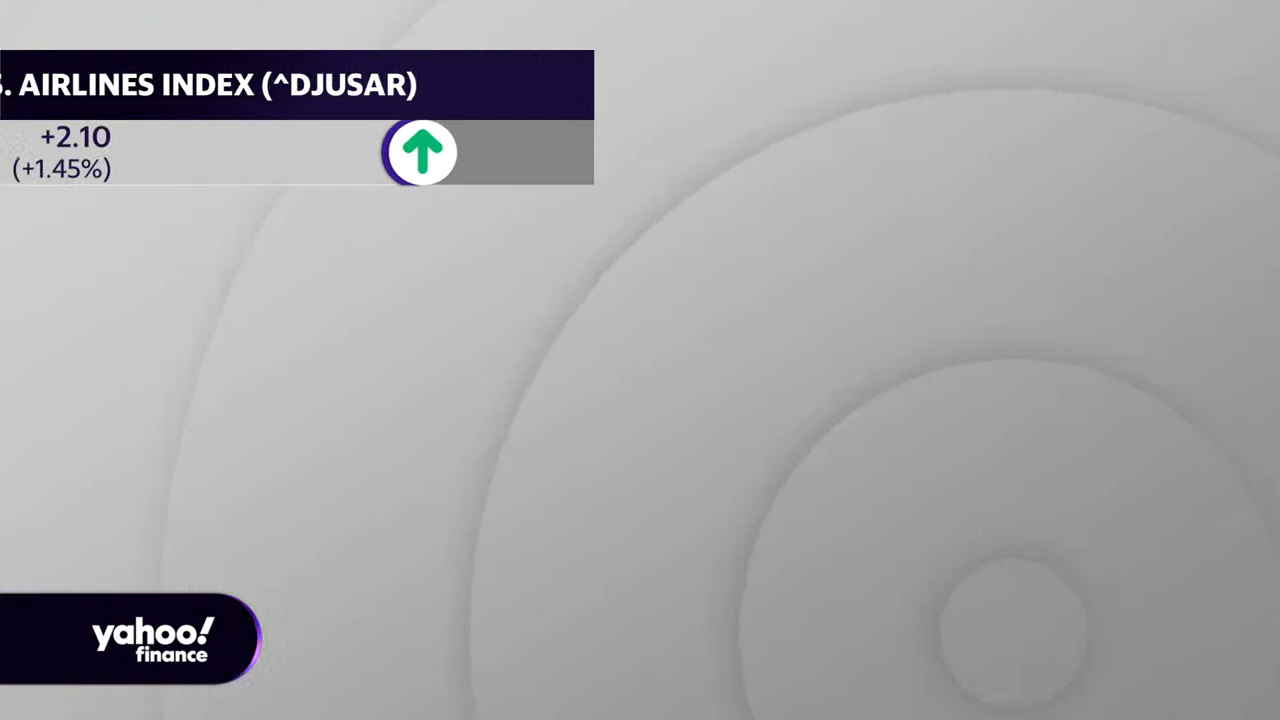 . AIRLINES INDEX (^DJUSAR)
+2.10
(+1.45%)
yahoo!
finance